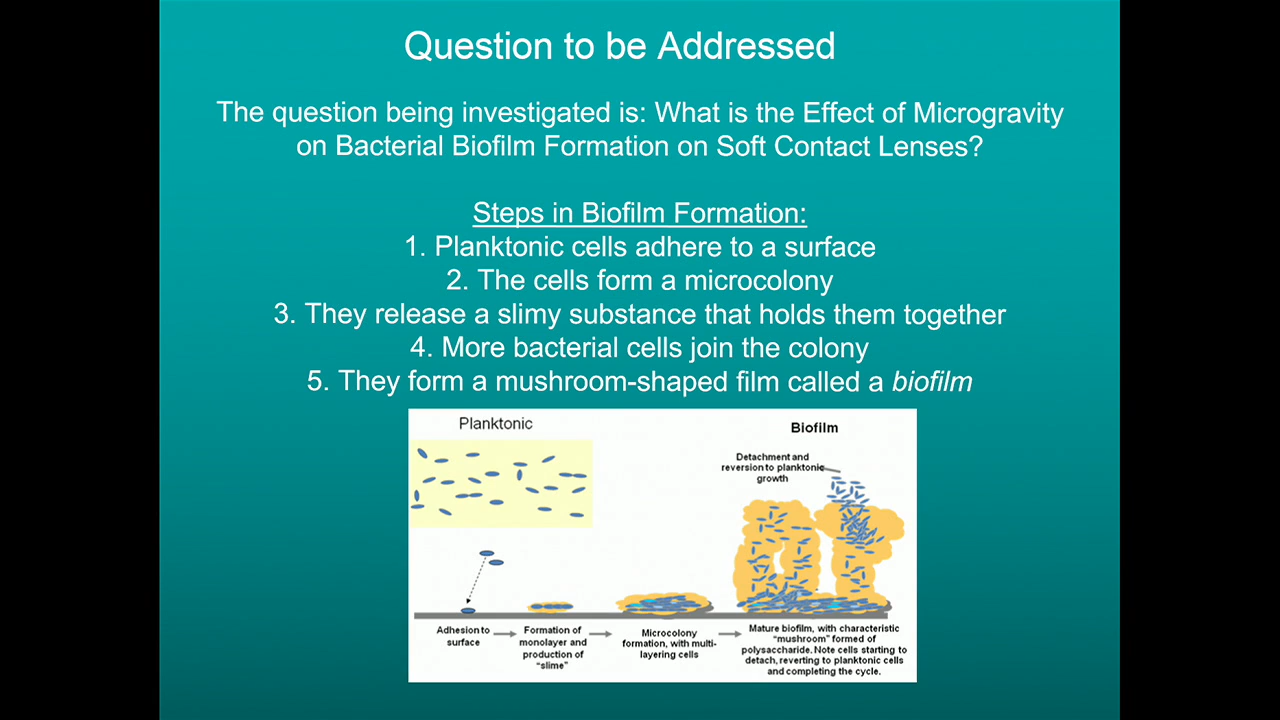 Question to be Addressed
The question being investigated is: What is the Effect of Microgravity
on Bacterial Biofilm Formation on Soft Contact Lenses?
Steps in Biofilm Formation:
1. Planktonic cells adhere to a surface
2. The cells form a microcolony
3. They release a slimy substance that holds them together
4. More bacterial cells join the colony
5. They form a mushroom-shaped film called a biofilm
Planktonic
Biofilm
Detachment and
reversion to planktonic
growth
Adhesion to
surface
Formation of
monolayer and
production of
“slime”
Microcolony
formation, with multi-
layering cells
Mature biofilm, with characteristic
“mushroom” formed of
polysaccharide. Note cells starting to
detach, reverting to planktonic cells
and completing the cycle.